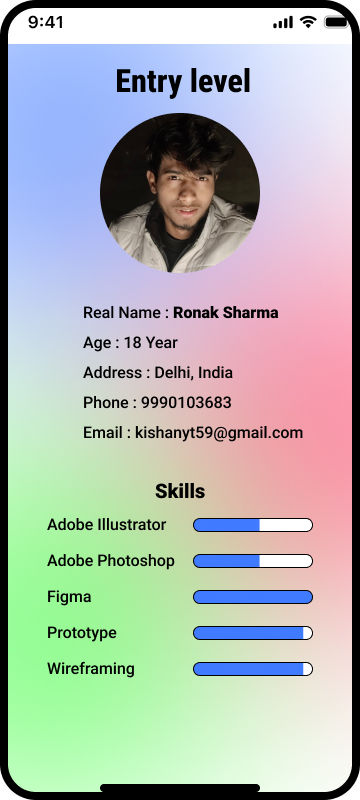 9:41
Entry level
Real Name : Ronak Sharma
Age : 18 Year
Address : Delhi, India
Phone : 9990103683
Email : kishanyt59@gmail.com
Skills
Adobe Illustrator
Adobe Photoshop
Figma
Prototype
Wireframing